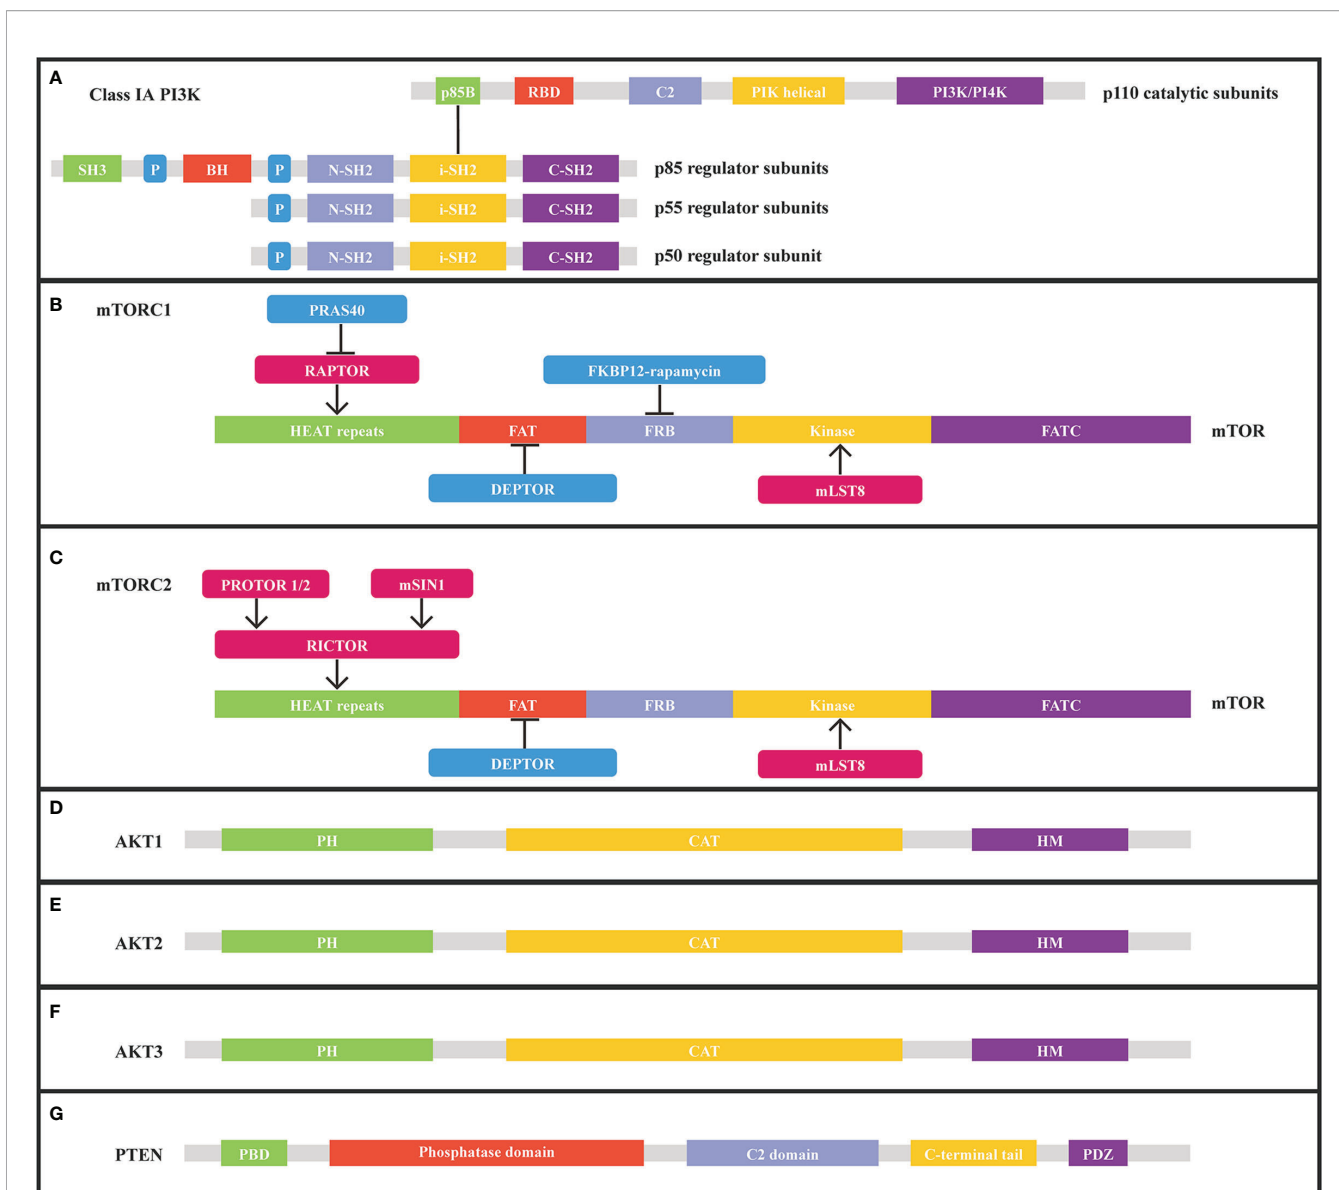 A
Class IA PI3K
p85B RBD C2 PIK helical PI3K/PI4K p110 catalytic subunits
SH3 P BH P N-SH2 i-SH2 C-SH2 p85 regulator subunits
P N-SH2 i-SH2 C-SH2 p55 regulator subunits
P N-SH2 i-SH2 C-SH2 p50 regulator subunit
B
mTORC1 PRAS40
RAPTOR FKBP12-rapamycin
HEAT repeats FAT FRB Kinase FATC mTOR
DEPTOR mLST8
C
mTORC2 PROTOR 1/2 mSIN1
RICTOR
HEAT repeats FAT FRB Kinase FATC mTOR
DEPTOR mLST8
D
AKT1 PH CAT HM
E
AKT2 PH CAT HM
F
AKT3 PH CAT HM
G
PTEN PBD Phosphatase domain C2 domain C-terminal tail PDZ